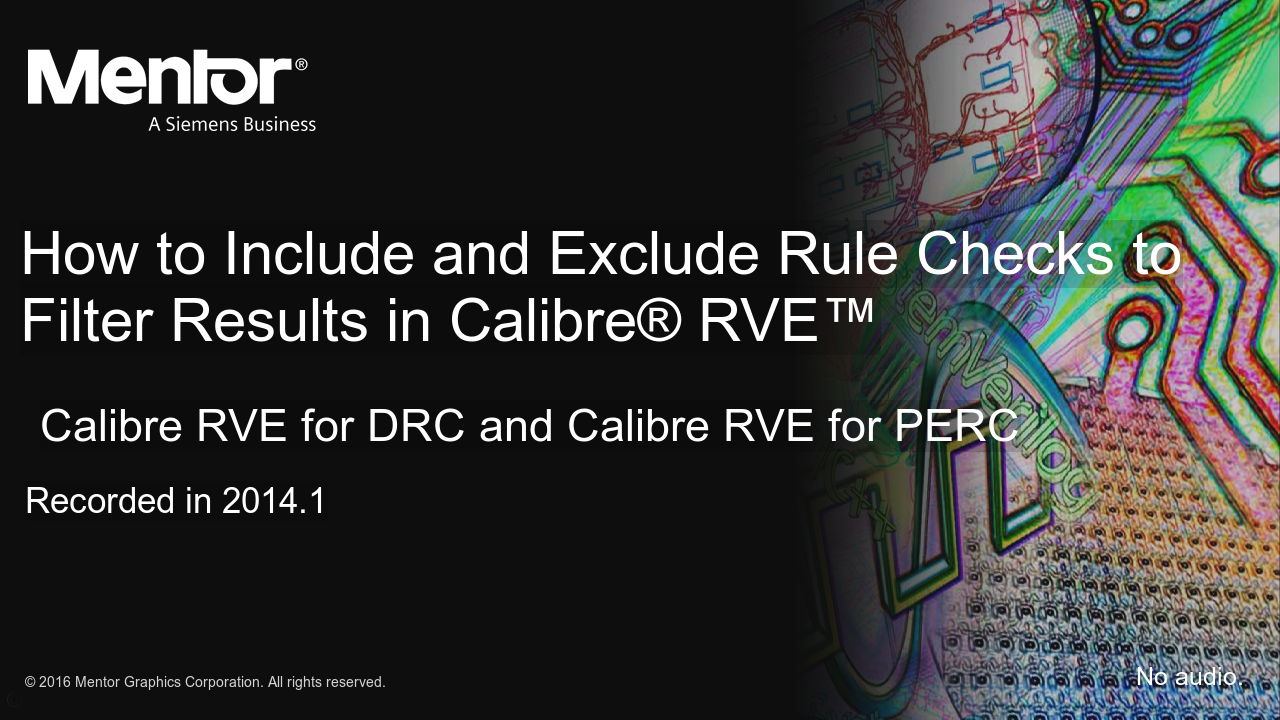 Mentor®
A Siemens Business
How to Include and Exclude Rule Checks to
Filter Results in Calibre® RVE™
Calibre RVE for DRC and Calibre RVE for PERC
Recorded in 2014.1
© 2016 Mentor Graphics Corporation. All rights reserved.
No audio.